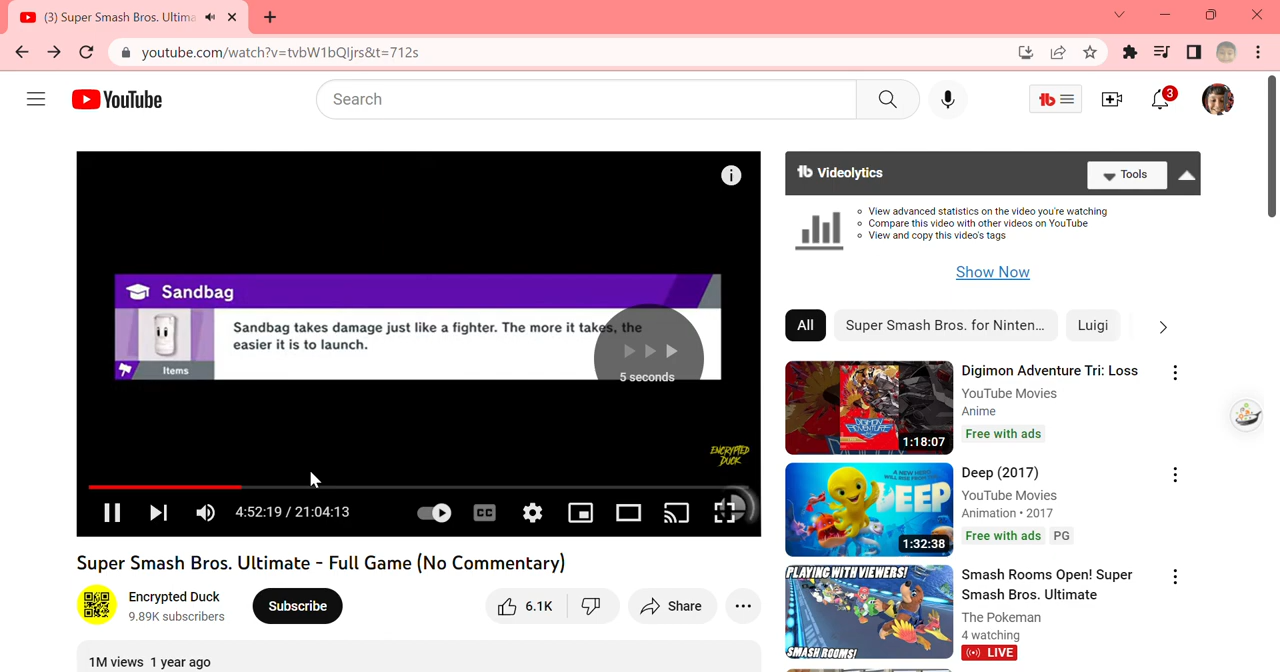 (3) Super Smash Bros. Ultima
youtube.com/watch?v=tvbW1bQljrs&t=712s
YouTube
Search
3
Sandbag
Sandbag takes damage just like a fighter. The more it takes, the
easier it is to launch.
Items
5 seconds
ENCRYPTED
DUCK
4:52:19 / 21:04:13
CC
Super Smash Bros. Ultimate - Full Game (No Commentary)
Encrypted Duck
9.89K subscribers
Subscribe
6.1K
Share
1M views 1 year ago
tb Videolytics
Tools
View advanced statistics on the video you're watching
Compare this video with other videos on YouTube
View and copy this video's tags
Show Now
All
Super Smash Bros. for Ninten...
Luigi
DIGIMON
ADVENTURE
1:18:07
Digimon Adventure Tri: Loss
YouTube Movies
Anime
Free with ads
DEEP
1:32:38
Deep (2017)
YouTube Movies
Animation • 2017
Free with ads
PG
PLAYING WITH VIEWERS!
SMASH ROOMS!
Smash Rooms Open! Super
Smash Bros. Ultimate
The Pokeman
4 watching
LIVE